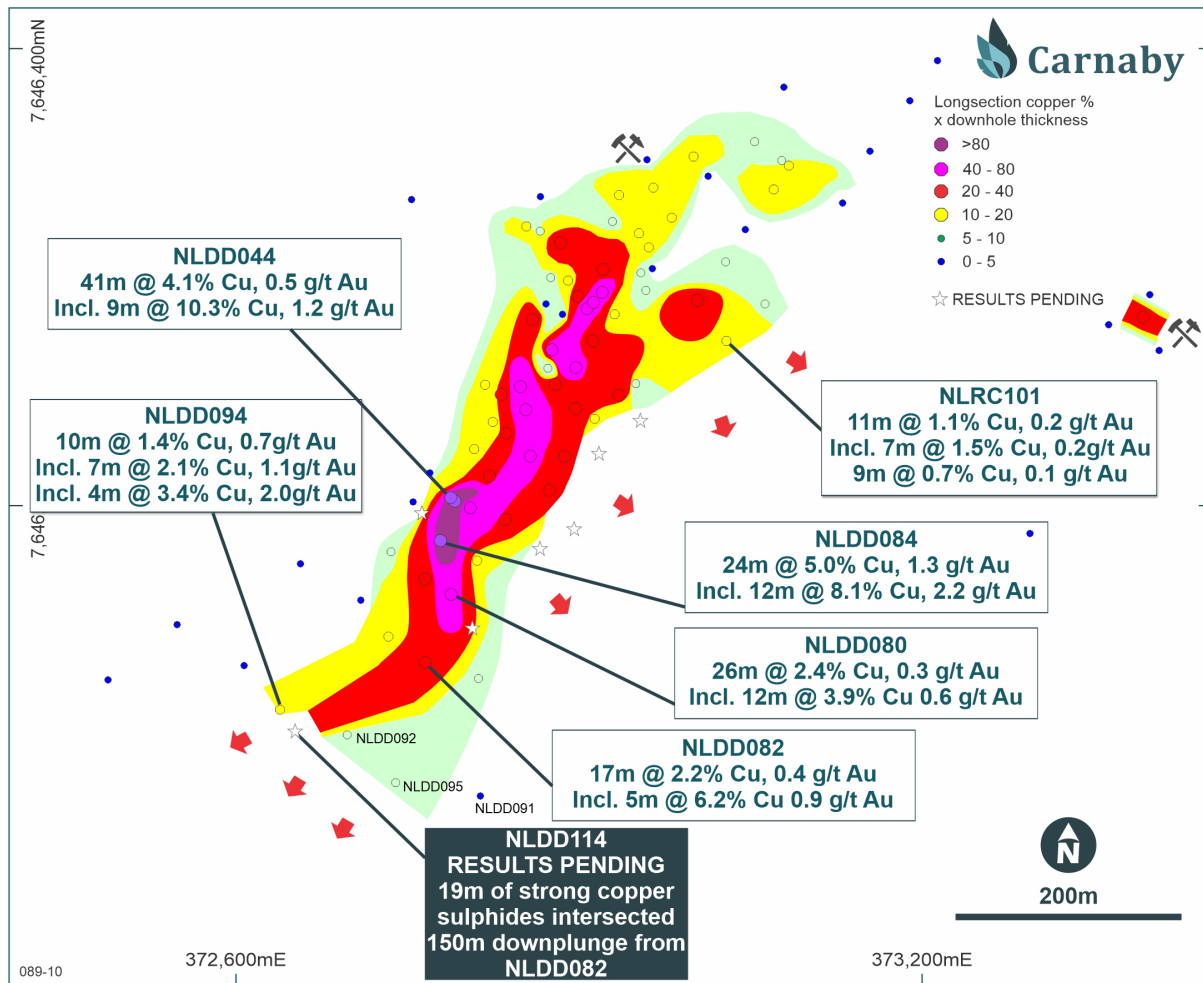 7,646,400mN
Carnaby
Longsection copper %
x downhole thickness
>80
40 - 80
20 - 40
10 - 20
5 - 10
0 - 5
RESULTS PENDING
NLDD044
41m @ 4.1% Cu, 0.5 g/t Au
Incl. 9m @ 10.3% Cu, 1.2 g/t Au
NLDD094
10m @ 1.4% Cu, 0.7g/t Au
Incl. 7m @ 2.1% Cu, 1.1g/t Au
Incl. 4m @ 3.4% Cu, 2.0g/t Au
NLRC101
11m @ 1.1% Cu, 0.2 g/t Au
Incl. 7m @ 1.5% Cu, 0.2g/t Au
9m @ 0.7% Cu, 0.1 g/t Au
7,646
NLDD084
24m @ 5.0% Cu, 1.3 g/t Au
Incl. 12m @ 8.1% Cu, 2.2 g/t Au
NLDD080
26m @ 2.4% Cu, 0.3 g/t Au
Incl. 12m @ 3.9% Cu 0.6 g/t Au
NLDD082
17m @ 2.2% Cu, 0.4 g/t Au
Incl. 5m @ 6.2% Cu 0.9 g/t Au
NLDD092
NLDD095
NLDD091
NLDD114
RESULTS PENDING
19m of strong copper
sulphides intersected
150m downplunge from
NLDD082
N
200m
372,600mE
373,200mE
089-10